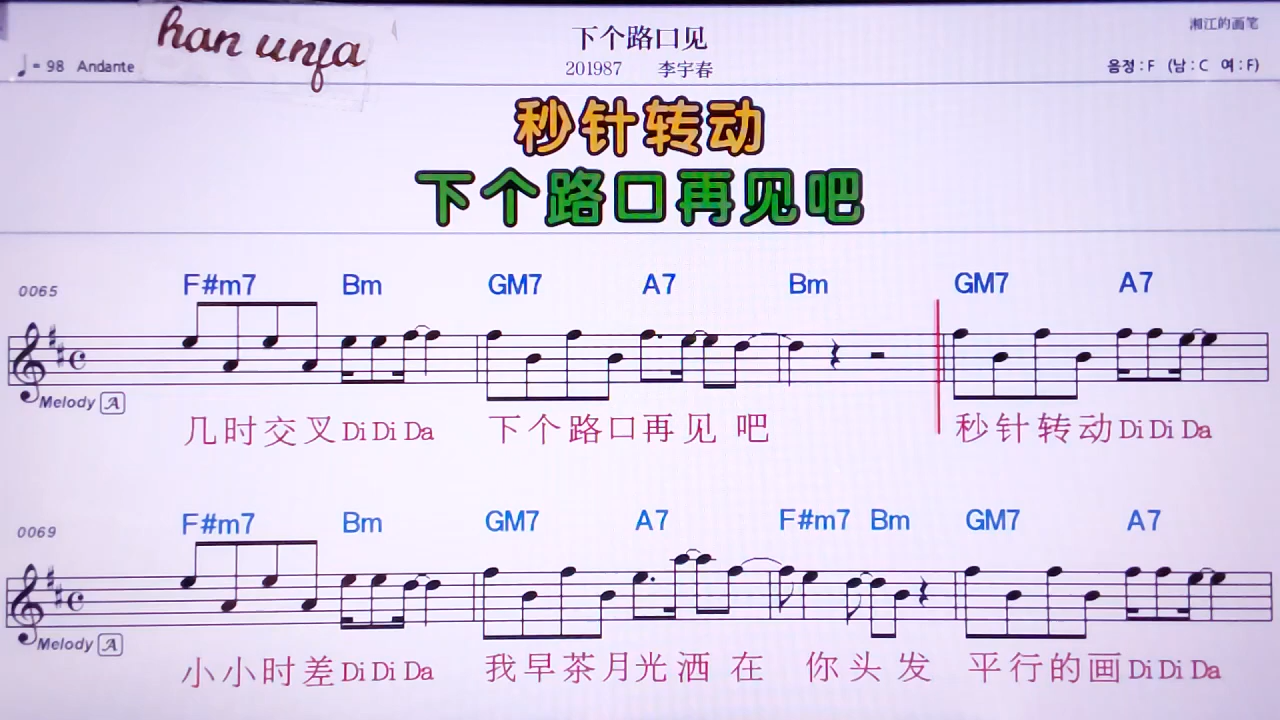 han unfa
下个路口见
湘江的画笔
♩= 98 Andante
201987 李宇春
음정 : F (남 : C 여 : F)
秒针转动
下个路口再见吧
0065
F#m7 Bm GM7 A7 Bm GM7 A7
Melody A
几时交叉 Di Di Da 下个路口再见 吧 秒针转动 Di Di Da
0069
F#m7 Bm GM7 A7 F#m7 Bm GM7 A7
Melody A
小小时差 Di Di Da 我早茶月光洒 在 你头发 平行的画 Di Di Da